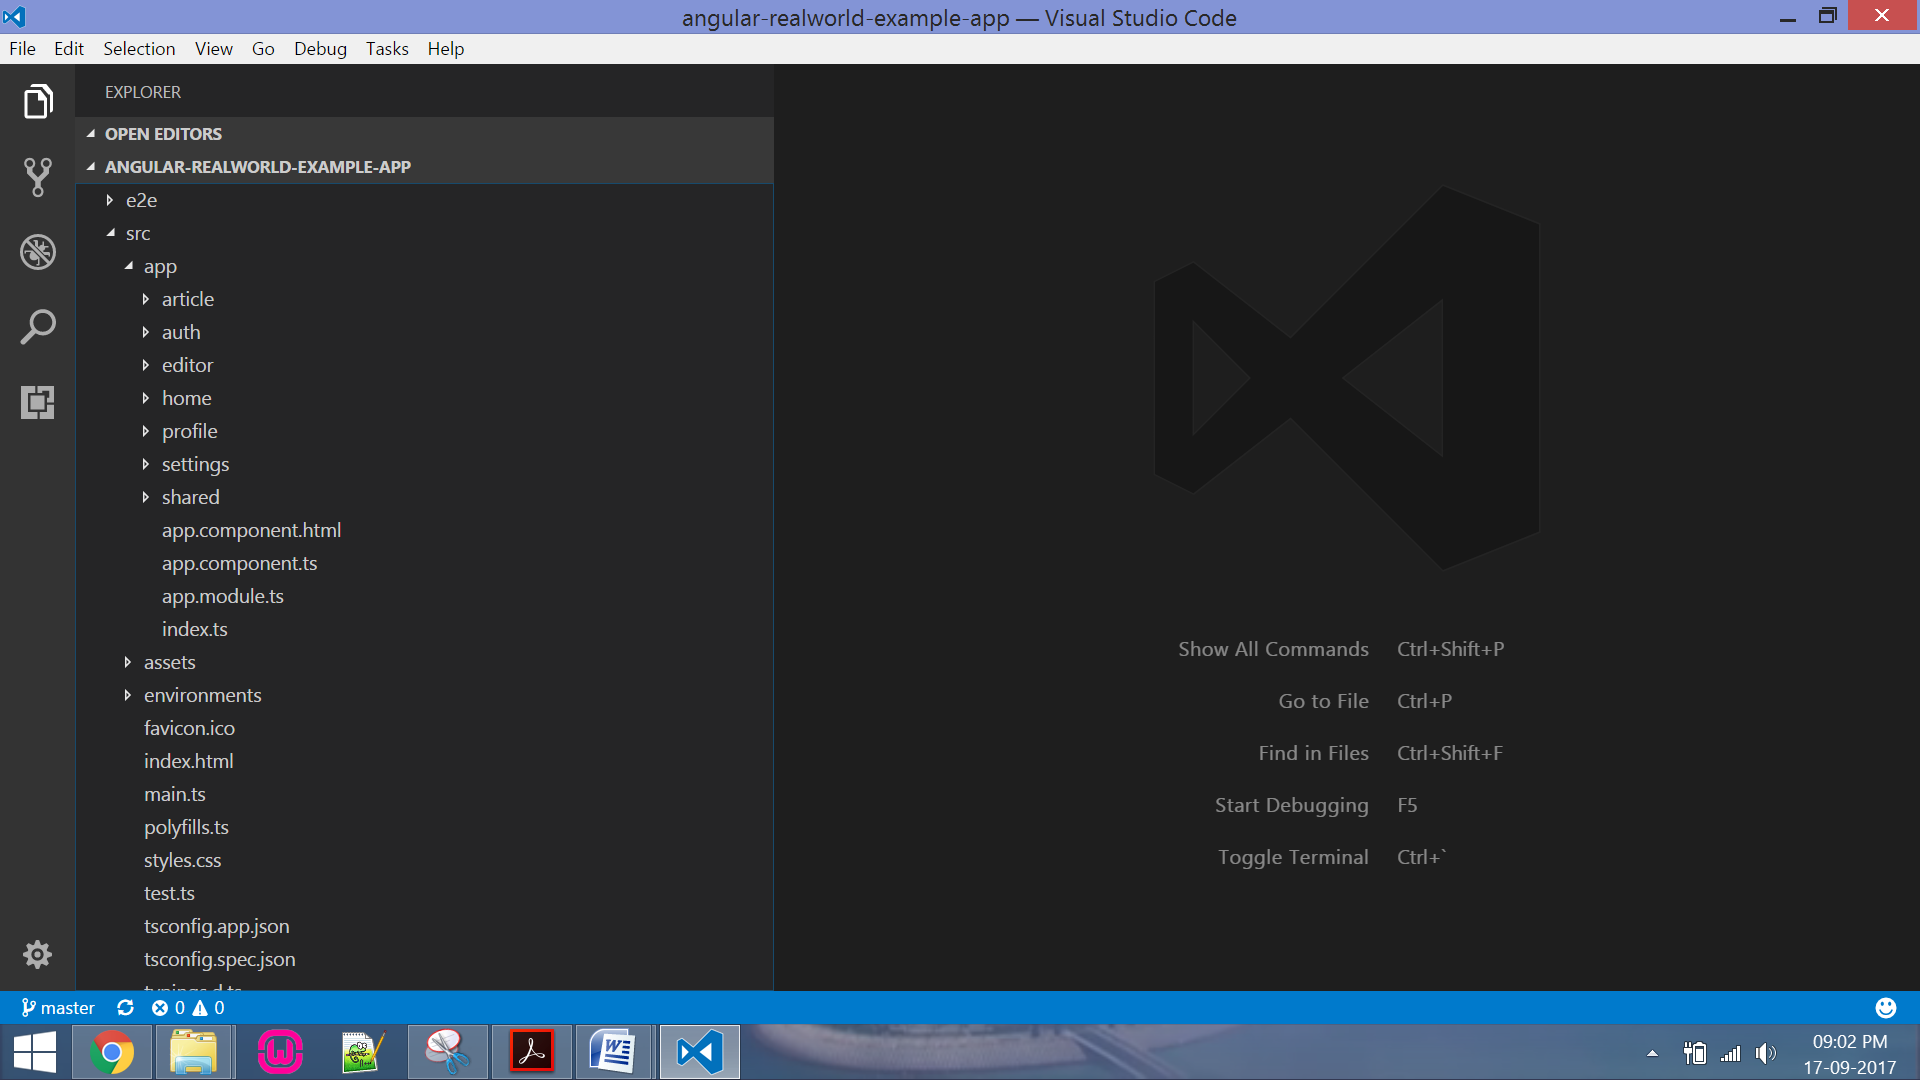 angular-realworld-example-app — Visual Studio Code
File Edit Selection View Go Debug Tasks Help
EXPLORER
OPEN EDITORS
ANGULAR-REALWORLD-EXAMPLE-APP
e2e
src
app
article
auth
editor
home
profile
settings
shared
app.component.html
app.component.ts
app.module.ts
index.ts
assets
environments
favicon.ico
index.html
main.ts
polyfills.ts
styles.css
test.ts
tsconfig.app.json
tsconfig.spec.json
Show All Commands Ctrl+Shift+P
Go to File Ctrl+P
Find in Files Ctrl+Shift+F
Start Debugging F5
Toggle Terminal Ctrl+`
master 0 0
09:02 PM
17-09-2017